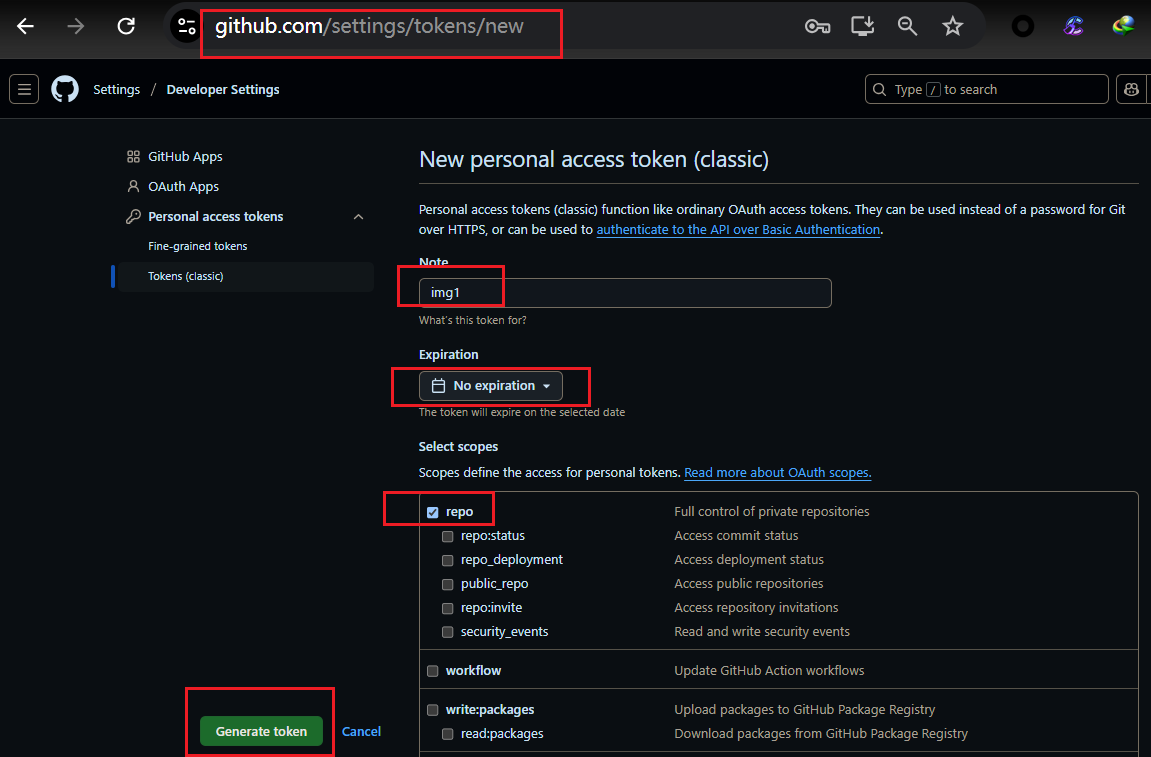 github.com/settings/tokens/new
Settings / Developer Settings
Type / to search
GitHub Apps
OAuth Apps
Personal access tokens
Fine-grained tokens
Tokens (classic)
New personal access token (classic)
Personal access tokens (classic) function like ordinary OAuth access tokens. They can be used instead of a password for Git
over HTTPS, or can be used to authenticate to the API over Basic Authentication.
Note
img1
What's this token for?
Expiration
No expiration
The token will expire on the selected date
Select scopes
Scopes define the access for personal tokens. Read more about OAuth scopes.
repo Full control of private repositories
repo:status Access commit status
repo_deployment Access deployment status
public_repo Access public repositories
repo:invite Access repository invitations
security_events Read and write security events
workflow Update GitHub Action workflows
write:packages Upload packages to GitHub Package Registry
read:packages Download packages from GitHub Package Registry
Generate token Cancel